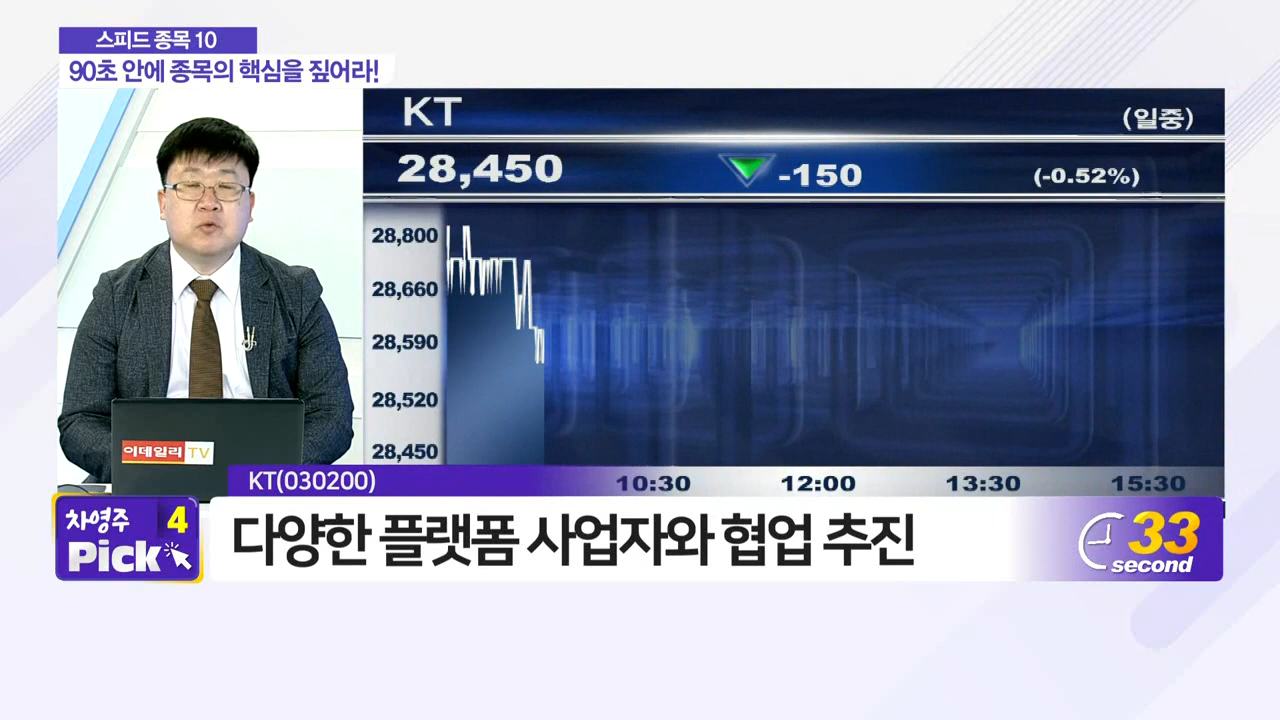 스피드 종목 10
90초 안에 종목의 핵심을 짚어라!
KT
(일중)
28,450
-150
(-0.52%)
28,800
28,660
28,590
28,520
28,450
이데일리 TV
KT(030200)
10:30
12:00
13:30
15:30
차영주 4
Pick
다양한 플랫폼 사업자와 협업 추진
33
second